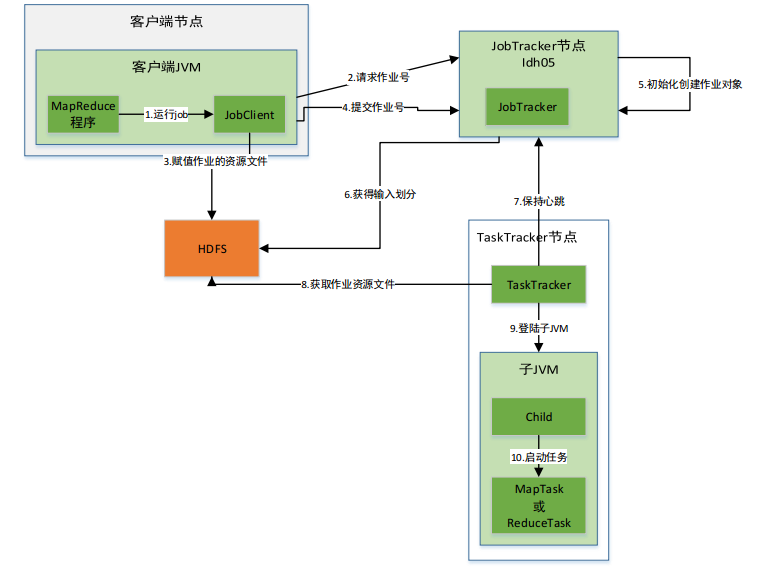 客户端节点
客户端JVM
MapReduce
程序
1.运行job
JobClient
2.请求作业号
4.提交作业号
JobTracker节点
Idh05
JobTracker
5.初始化创建作业对象
3.赋值作业的资源文件
6.获得输入划分
7.保持心跳
HDFS
TaskTracker节点
TaskTracker
8.获取作业资源文件
9.登陆子JVM
子JVM
Child
10.启动任务
MapTask
或
ReduceTask